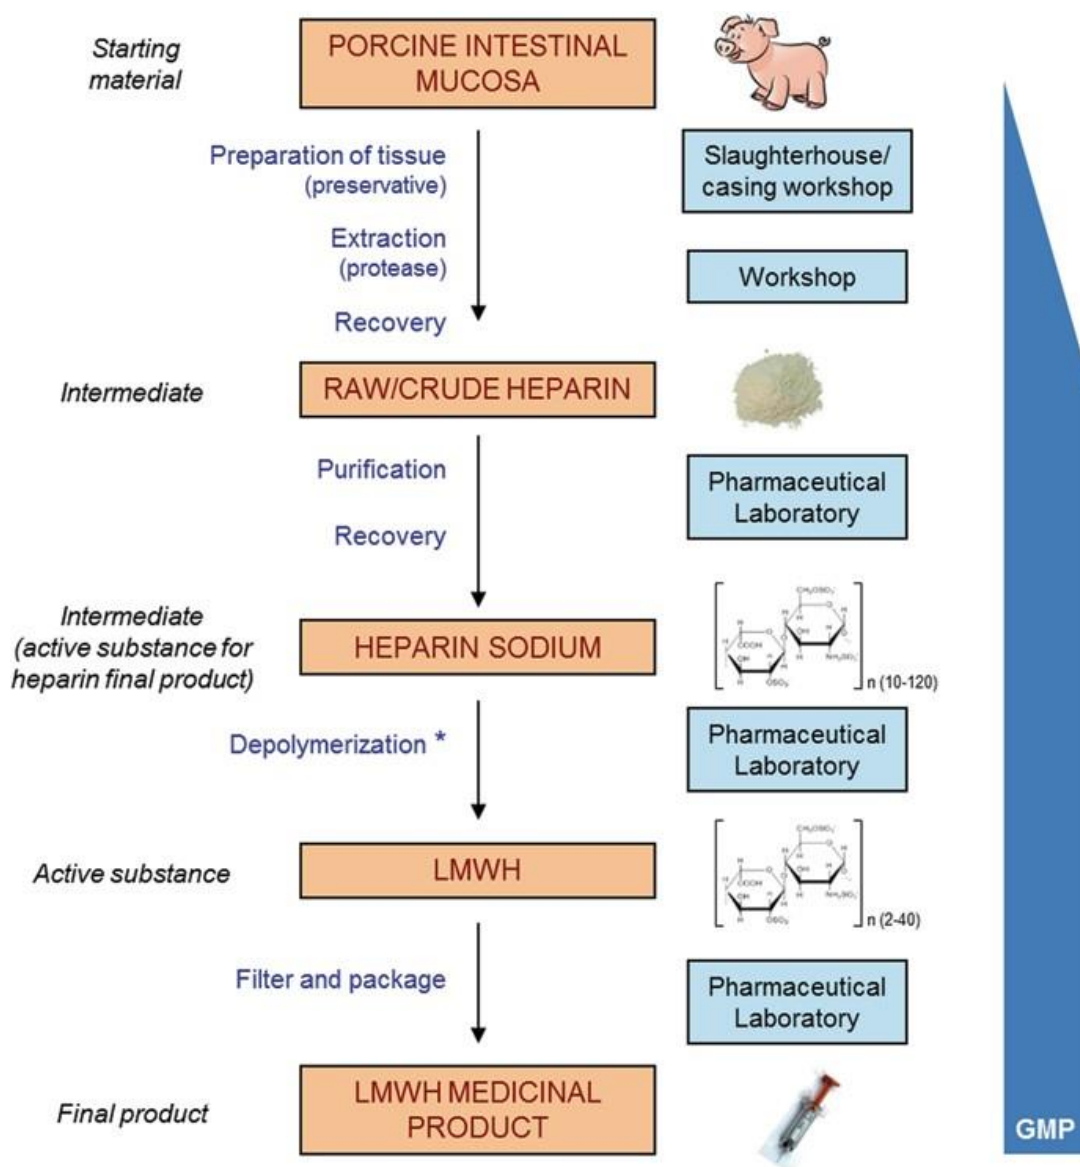 Starting
material
PORCINE INTESTINAL
MUCOSA
Preparation of tissue
(preservative)
Slaughterhouse/
casing workshop
Extraction
(protease)
Workshop
Recovery
Intermediate
RAW/CRUDE HEPARIN
Purification
Pharmaceutical
Laboratory
Recovery
Intermediate
(active substance for
heparin final product)
HEPARIN SODIUM
n (10-120)
Depolymerization *
Pharmaceutical
Laboratory
Active substance
LMWH
n (2-40)
Filter and package
Pharmaceutical
Laboratory
Final product
LMWH MEDICINAL
PRODUCT
GMP